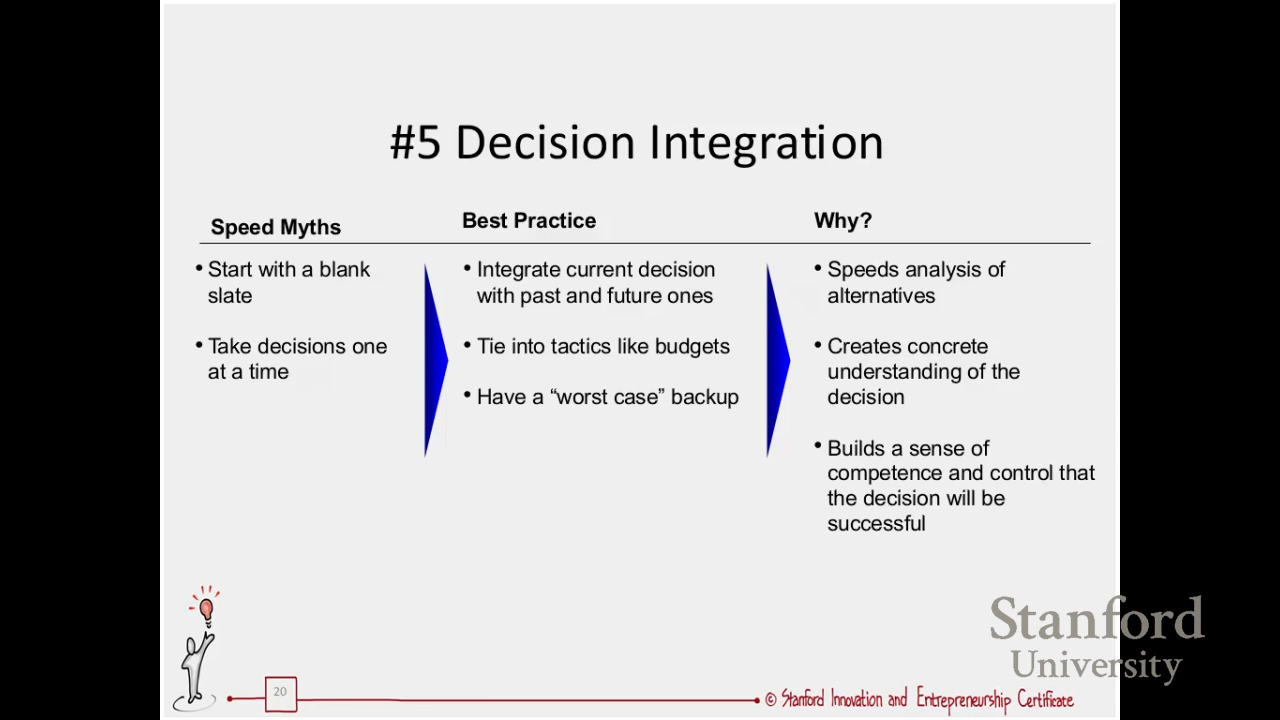 #5 Decision Integration
Speed Myths
• Start with a blank
slate
• Take decisions one
at a time
Best Practice
• Integrate current decision
with past and future ones
• Tie into tactics like budgets
• Have a “worst case” backup
Why?
• Speeds analysis of
alternatives
• Creates concrete
understanding of the
decision
• Builds a sense of
competence and control that
the decision will be
successful
Stanford
University
20
© Stanford Innovation and Entrepreneurship Certificate